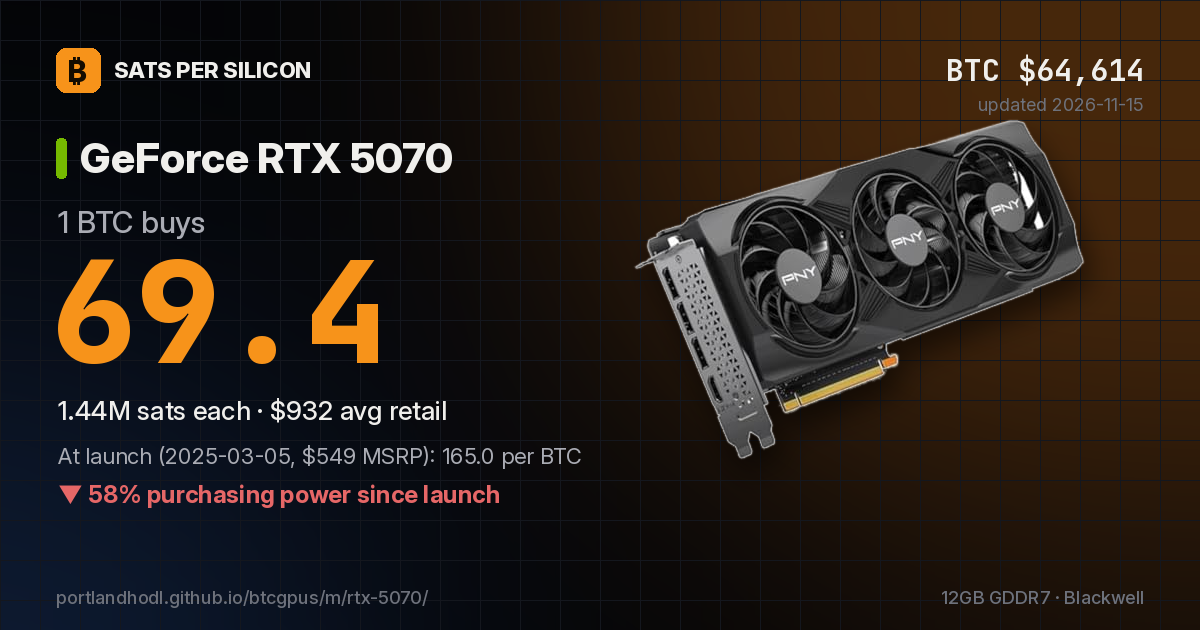 SATS PER SILICON
BTC $64,614
updated 2026-11-15
GeForce RTX 5070
1 BTC buys
69.4
1.44M sats each · $932 avg retail
At launch (2025-03-05, $549 MSRP): 165.0 per BTC
▼ 58% purchasing power since launch
PNY
PNY
PNY
portlandhodl.github.io/btcgpus/m/rtx-5070/
12GB GDDR7 · Blackwell